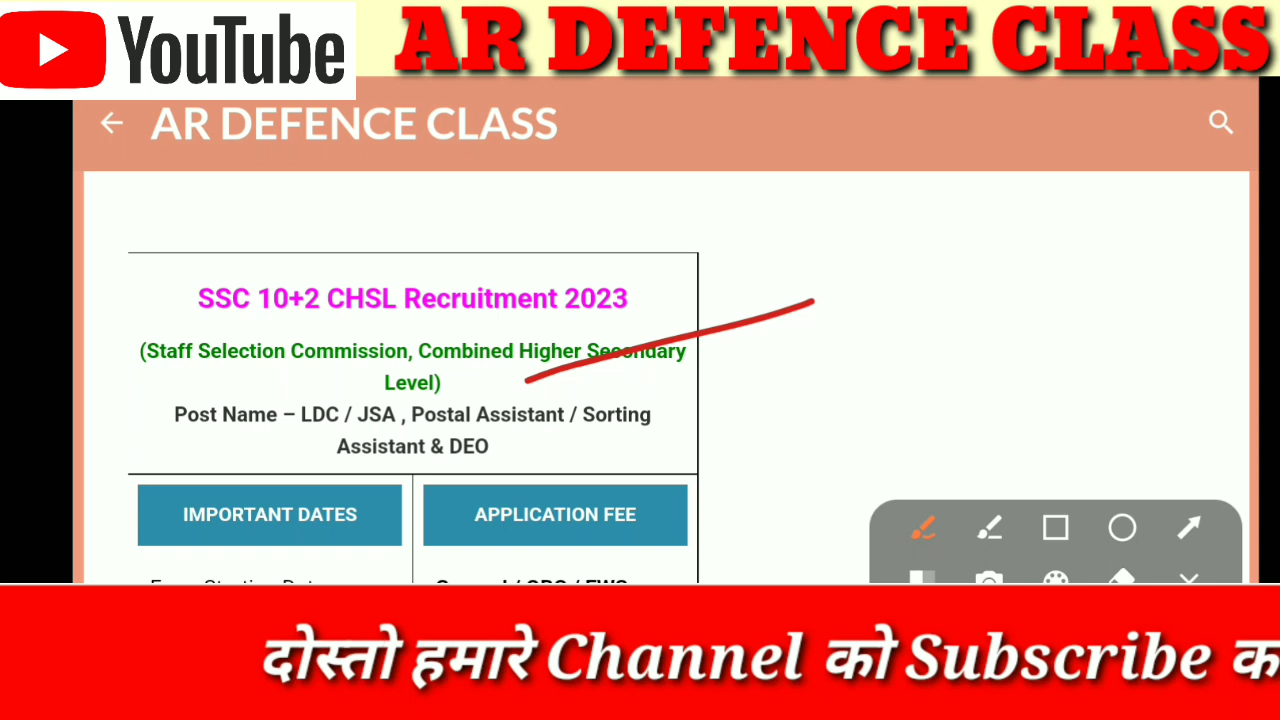 YouTube
AR DEFENCE CLASS
AR DEFENCE CLASS
SSC 10+2 CHSL Recruitment 2023
(Staff Selection Commission, Combined Higher Secondary
Level)
Post Name – LDC / JSA , Postal Assistant / Sorting
Assistant & DEO
IMPORTANT DATES
APPLICATION FEE
दोस्तो हमारे Channel को Subscribe क